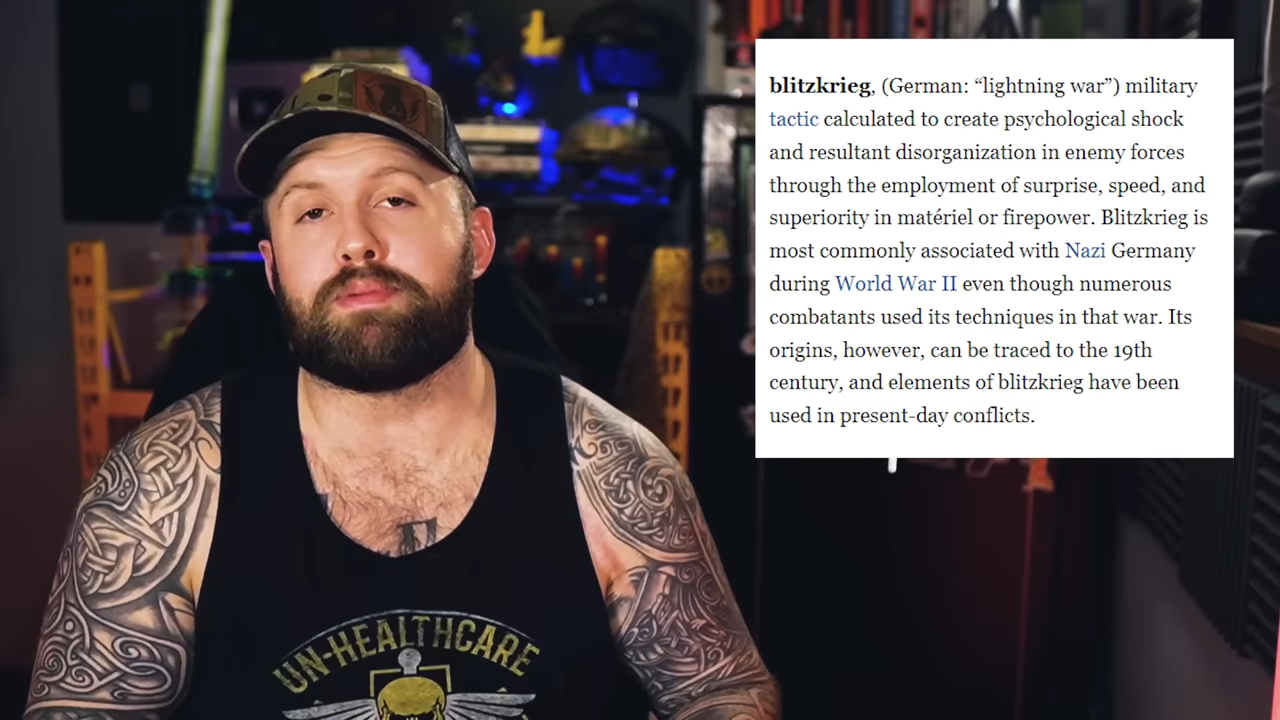 blitzkrieg, (German: “lightning war”) military
tactic calculated to create psychological shock
and resultant disorganization in enemy forces
through the employment of surprise, speed, and
superiority in matériel or firepower. Blitzkrieg is
most commonly associated with Nazi Germany
during World War II even though numerous
combatants used its techniques in that war. Its
origins, however, can be traced to the 19th
century, and elements of blitzkrieg have been
used in present-day conflicts.
UN-HEALTHCARE